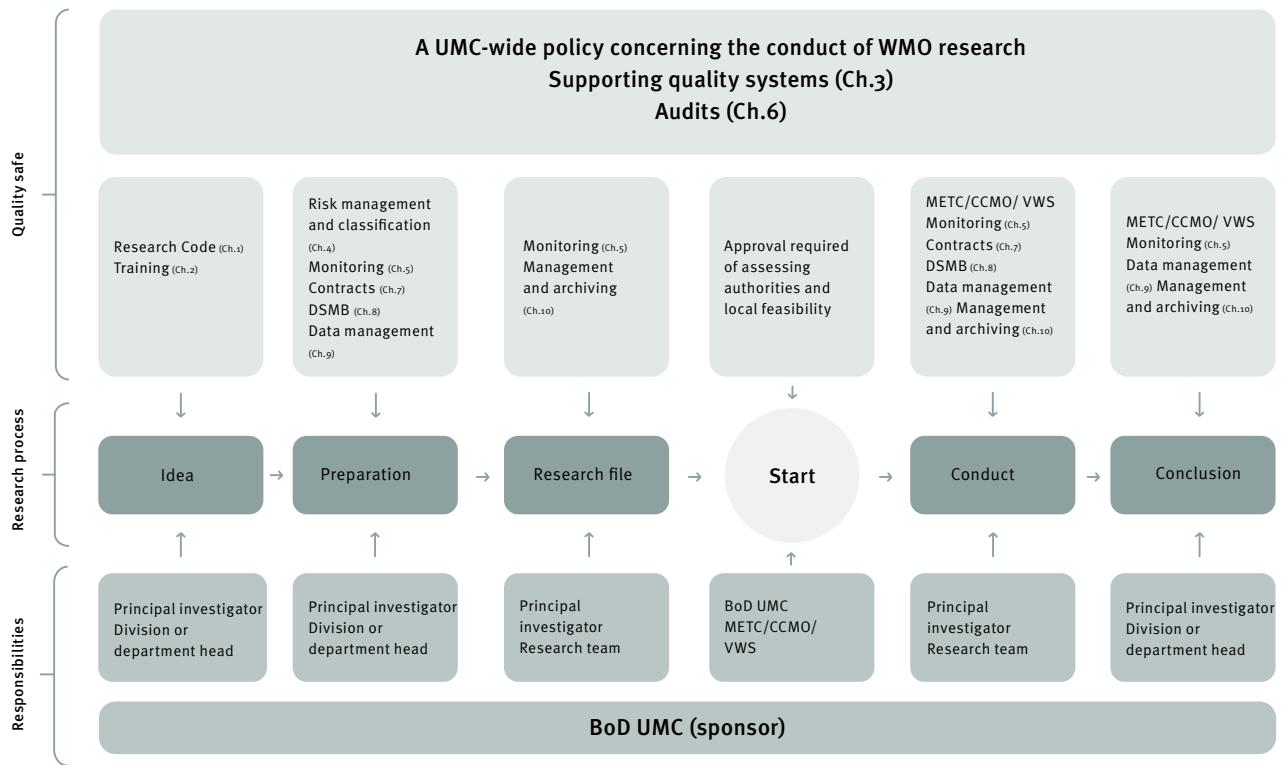 A UMC-wide policy concerning the conduct of WMO research
Supporting quality systems (Ch.3)
Audits (Ch.6)
Quality safe
Research Code (Ch.1)
Training (Ch.2)
Risk management
and classification
(Ch.4)
Monitoring (Ch.5)
Contracts (Ch.7)
DSMB (Ch.8)
Data management
(Ch.9)
Monitoring (Ch.5)
Management
and archiving
(Ch.10)
Approval required
of assessing
authorities and
local feasibility
METC/CCMO/ VWS
Monitoring (Ch.5)
Contracts (Ch.7)
DSMB (Ch.8)
Data management
(Ch.9) Management
and archiving (Ch.10)
METC/CCMO/ VWS
Monitoring (Ch.5)
Data management
(Ch.9) Management
and archiving (Ch.10)
Research process
Idea
Preparation
Research file
Start
Conduct
Conclusion
Responsibilities
Principal investigator
Division or
department head
Principal investigator
Division or
department head
Principal
investigator
Research team
BoD UMC
METC/CCMO/
VWS
Principal
investigator
Research team
Principal investigator
Division or
department head
BoD UMC (sponsor)